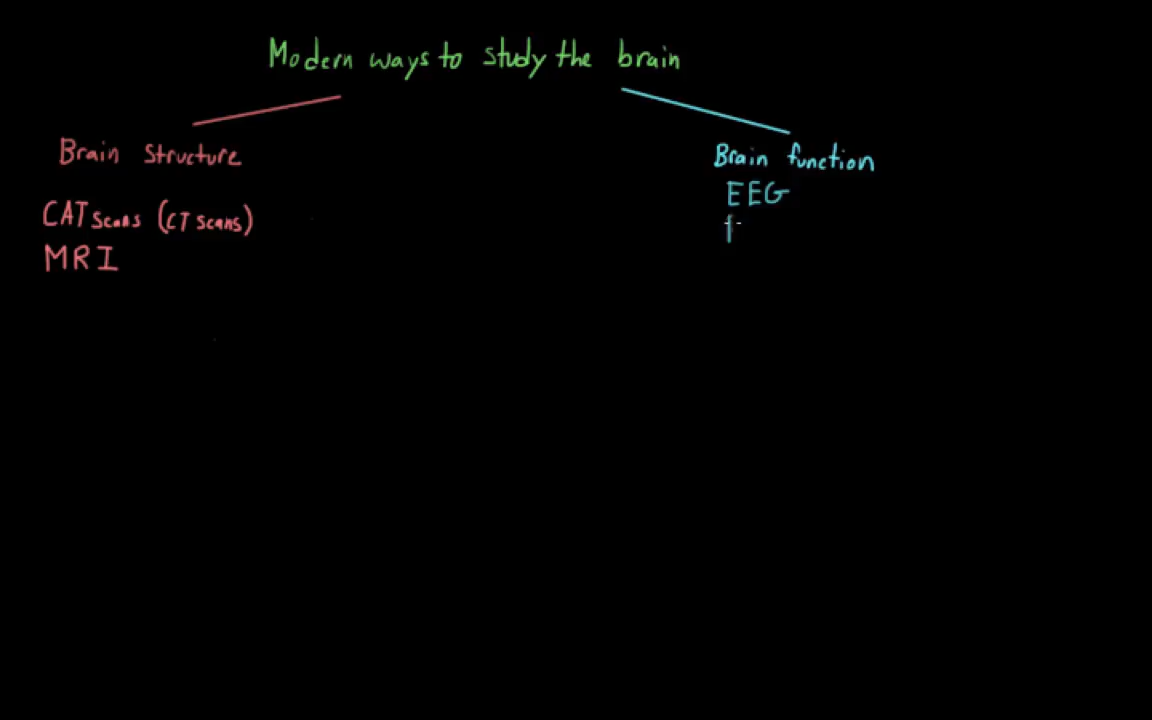 Modern ways to study the brain
Brain structure
CAT scans (CT scans)
MRI
Brain function
EEG